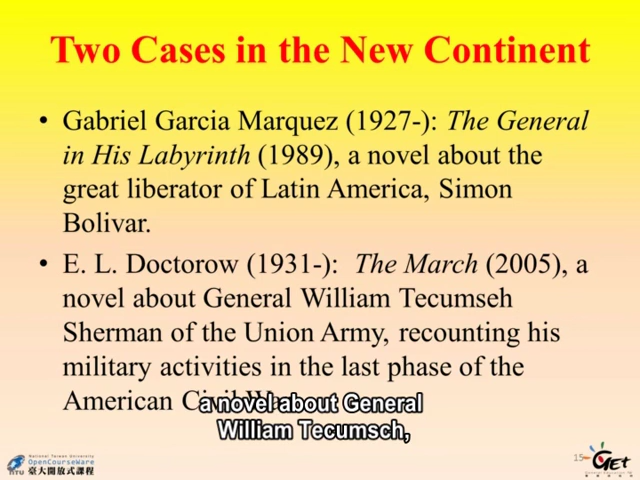 Two Cases in the New Continent
• Gabriel Garcia Marquez (1927-): The General
in His Labyrinth (1989), a novel about the
great liberator of Latin America, Simon
Bolivar.
• E. L. Doctorow (1931-): The March (2005), a
novel about General William Tecumseh
Sherman of the Union Army, recounting his
military activities in the last phase of the
American Civil
a novel about General
William Tecumsch,
National Taiwan University
OpenCourseWare
NTU 臺大開放式課程
15
GET